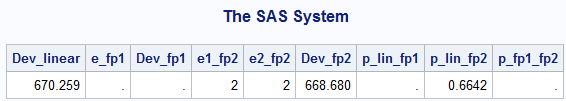 The SAS System
Dev_linear e_fp1 Dev_fp1 e1_fp2 e2_fp2 Dev_fp2 p_lin_fp1 p_lin_fp2 p_fp1_fp2
670.259 . . 2 2 668.680 . 0.6642 .